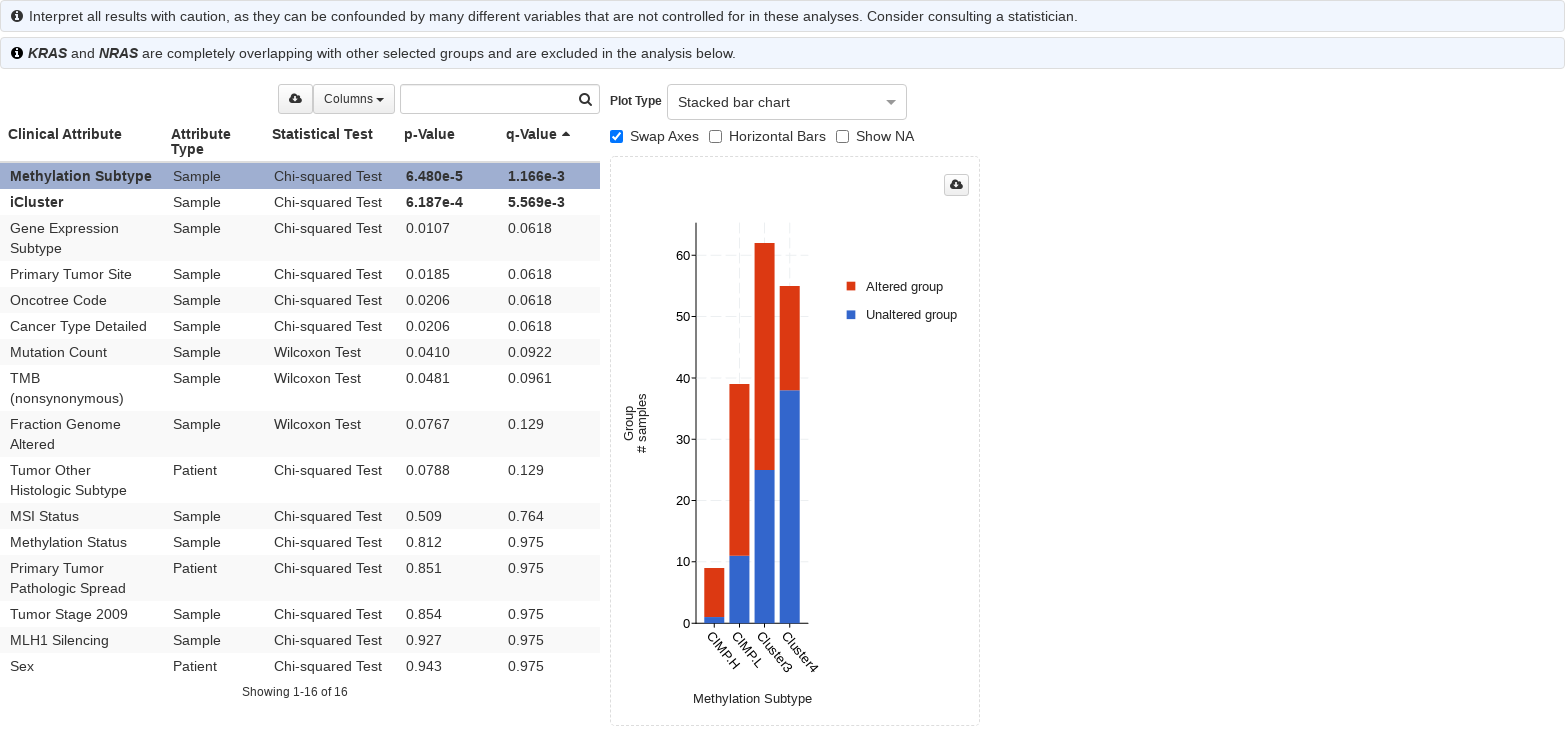 Interpret all results with caution, as they can be confounded by many different variables that are not controlled for in these analyses. Consider consulting a statistician.
KRAS and NRAS are completely overlapping with other selected groups and are excluded in the analysis below.
Columns
Clinical Attribute Attribute Type Statistical Test p-Value q-Value
Methylation Subtype Sample Chi-squared Test 6.480e-5 1.166e-3
iCluster Sample Chi-squared Test 6.187e-4 5.569e-3
Gene Expression Subtype Sample Chi-squared Test 0.0107 0.0618
Primary Tumor Site Sample Chi-squared Test 0.0185 0.0618
Oncotree Code Sample Chi-squared Test 0.0206 0.0618
Cancer Type Detailed Sample Chi-squared Test 0.0206 0.0618
Mutation Count Sample Wilcoxon Test 0.0410 0.0922
TMB (nonsynonymous) Sample Wilcoxon Test 0.0481 0.0961
Fraction Genome Altered Sample Wilcoxon Test 0.0767 0.129
Tumor Other Histologic Subtype Patient Chi-squared Test 0.0788 0.129
MSI Status Sample Chi-squared Test 0.509 0.764
Methylation Status Sample Chi-squared Test 0.812 0.975
Primary Tumor Pathologic Spread Patient Chi-squared Test 0.851 0.975
Tumor Stage 2009 Sample Chi-squared Test 0.854 0.975
MLH1 Silencing Sample Chi-squared Test 0.927 0.975
Sex Patient Chi-squared Test 0.943 0.975
Showing 1-16 of 16
Plot Type Stacked bar chart
Swap Axes Horizontal Bars Show NA
60
50
40
30
20
10
0
Group
# samples
CIMP.H
CIMP.L
Cluster3
Cluster4
Methylation Subtype
Altered group
Unaltered group